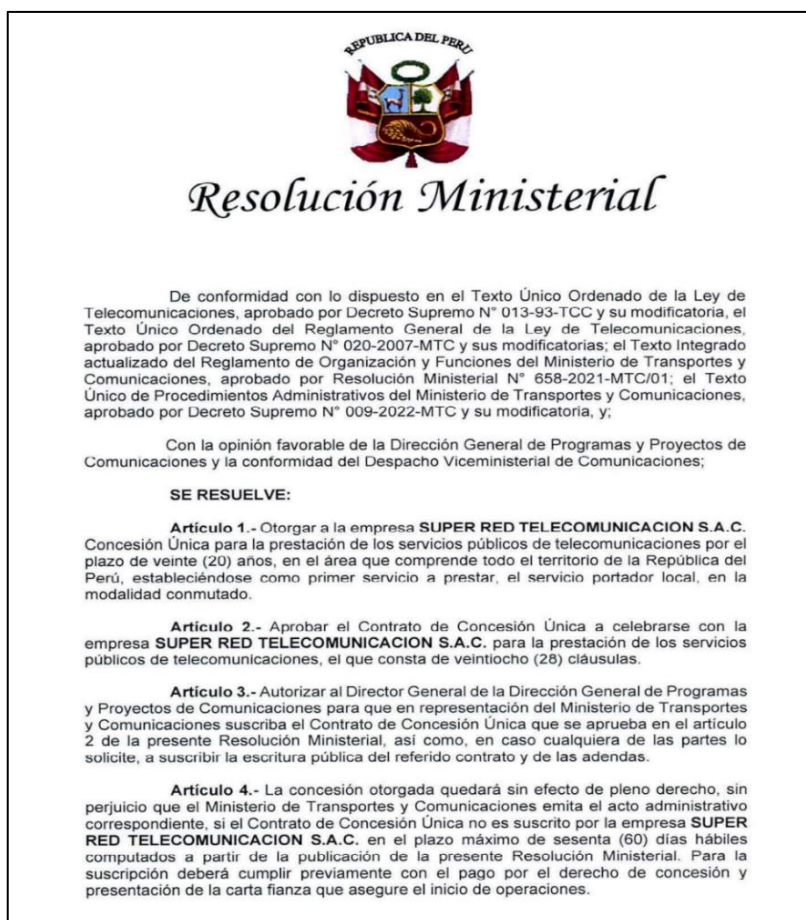 REPUBLICA DEL PERU
Resolución Ministerial
De conformidad con lo dispuesto en el Texto Único Ordenado de la Ley de
Telecomunicaciones, aprobado por Decreto Supremo N° 013-93-TCC y su modificatoria, el
Texto Único Ordenado del Reglamento General de la Ley de Telecomunicaciones,
aprobado por Decreto Supremo N° 020-2007-MTC y sus modificatorias; el Texto Integrado
actualizado del Reglamento de Organización y Funciones del Ministerio de Transportes y
Comunicaciones, aprobado por Resolución Ministerial N° 658-2021-MTC/01; el Texto
Único de Procedimientos Administrativos del Ministerio de Transportes y Comunicaciones,
aprobado por Decreto Supremo N° 009-2022-MTC y su modificatoria, y;
Con la opinión favorable de la Dirección General de Programas y Proyectos de
Comunicaciones y la conformidad del Despacho Viceministerial de Comunicaciones;
SE RESUELVE:
Artículo 1.- Otorgar a la empresa SUPER RED TELECOMUNICACION S.A.C.
Concesión Única para la prestación de los servicios públicos de telecomunicaciones por el
plazo de veinte (20) años, en el área que comprende todo el territorio de la República del
Perú, estableciéndose como primer servicio a prestar, el servicio portador local, en la
modalidad conmutado.
Artículo 2.- Aprobar el Contrato de Concesión Única a celebrarse con la
empresa SUPER RED TELECOMUNICACION S.A.C. para la prestación de los servicios
públicos de telecomunicaciones, el que consta de veintiocho (28) cláusulas.
Artículo 3.- Autorizar al Director General de la Dirección General de Programas
y Proyectos de Comunicaciones para que en representación del Ministerio de Transportes
y Comunicaciones suscriba el Contrato de Concesión Única que se aprueba en el artículo
2 de la presente Resolución Ministerial, así como, en caso cualquiera de las partes lo
solicite, a suscribir la escritura pública del referido contrato y de las adendas.
Artículo 4.- La concesión otorgada quedará sin efecto de pleno derecho, sin
perjuicio que el Ministerio de Transportes y Comunicaciones emita el acto administrativo
correspondiente, si el Contrato de Concesión Única no es suscrito por la empresa SUPER
RED TELECOMUNICACION S.A.C. en el plazo máximo de sesenta (60) días hábiles
computados a partir de la publicación de la presente Resolución Ministerial. Para la
suscripción deberá cumplir previamente con el pago por el derecho de concesión y
presentación de la carta fianza que asegure el inicio de operaciones.